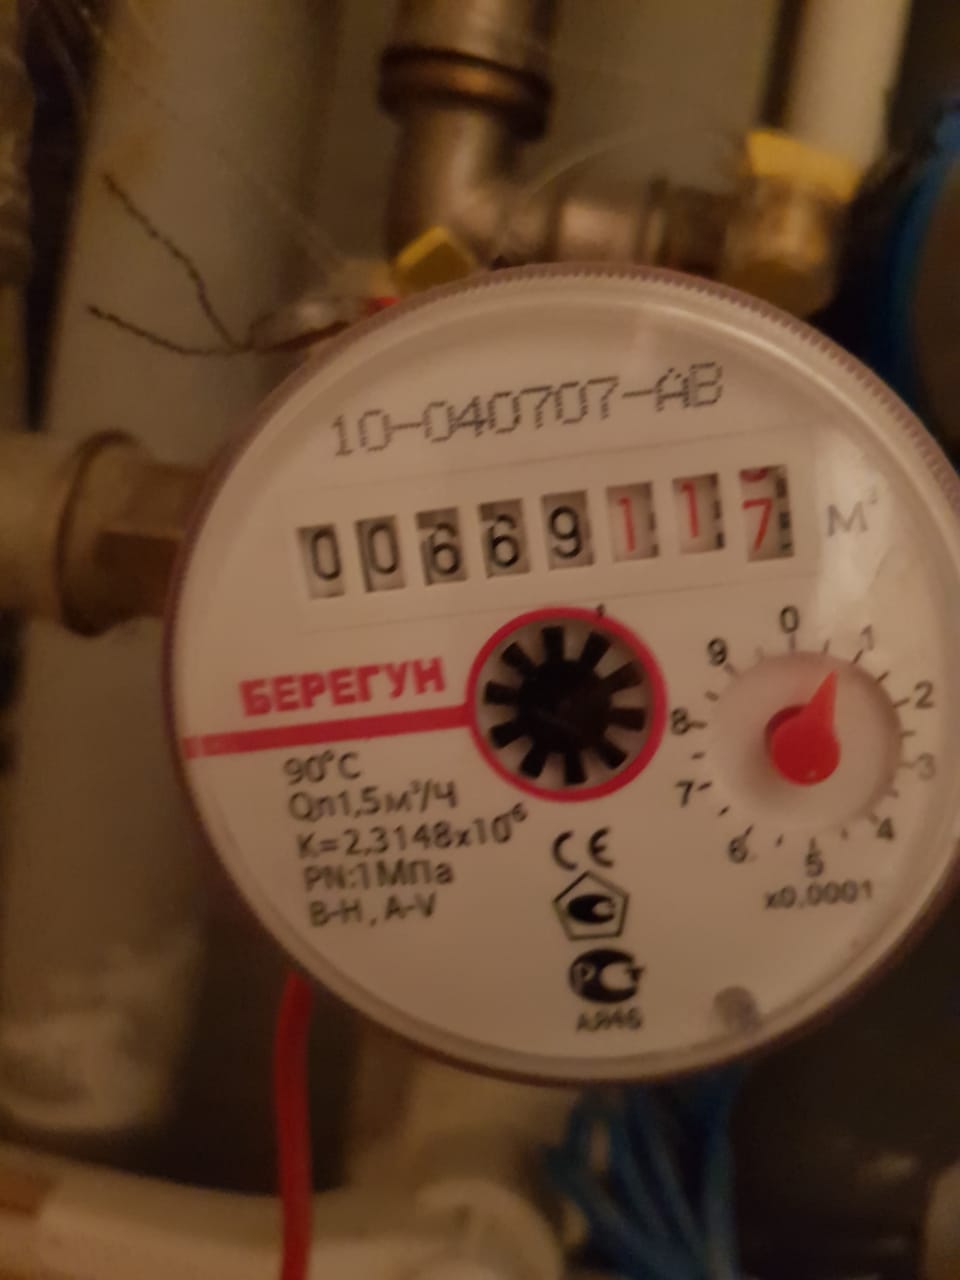 10-040707-AB
00669117 м³
БЕРЕГУН
90°C
Qn1,5м³/ч
K=2,3148x10⁶
PN:1МПа
B-H, A-V
0
1
2
3
4
5
6
7
8
9
x0,0001
CE
РСТ
АЯ46